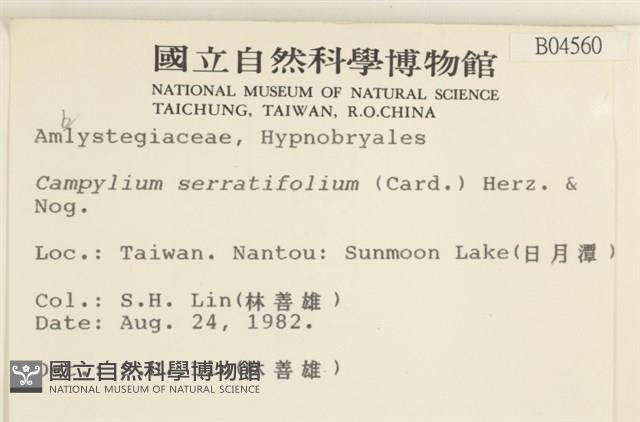 B04560
國立自然科學博物館
NATIONAL MUSEUM OF NATURAL SCIENCE
TAICHUNG, TAIWAN, R.O.CHINA
b
Amlystegiaceae, Hypnobryales
Campylium serratifolium (Card.) Herz. &
Nog.
Loc.: Taiwan. Nantou: Sunmoon Lake(日月潭)
Col.: S.H. Lin(林善雄)
Date: Aug. 24, 1982.
林善雄)
國立自然科學博物館
NATIONAL MUSEUM OF NATURAL SCIENCE